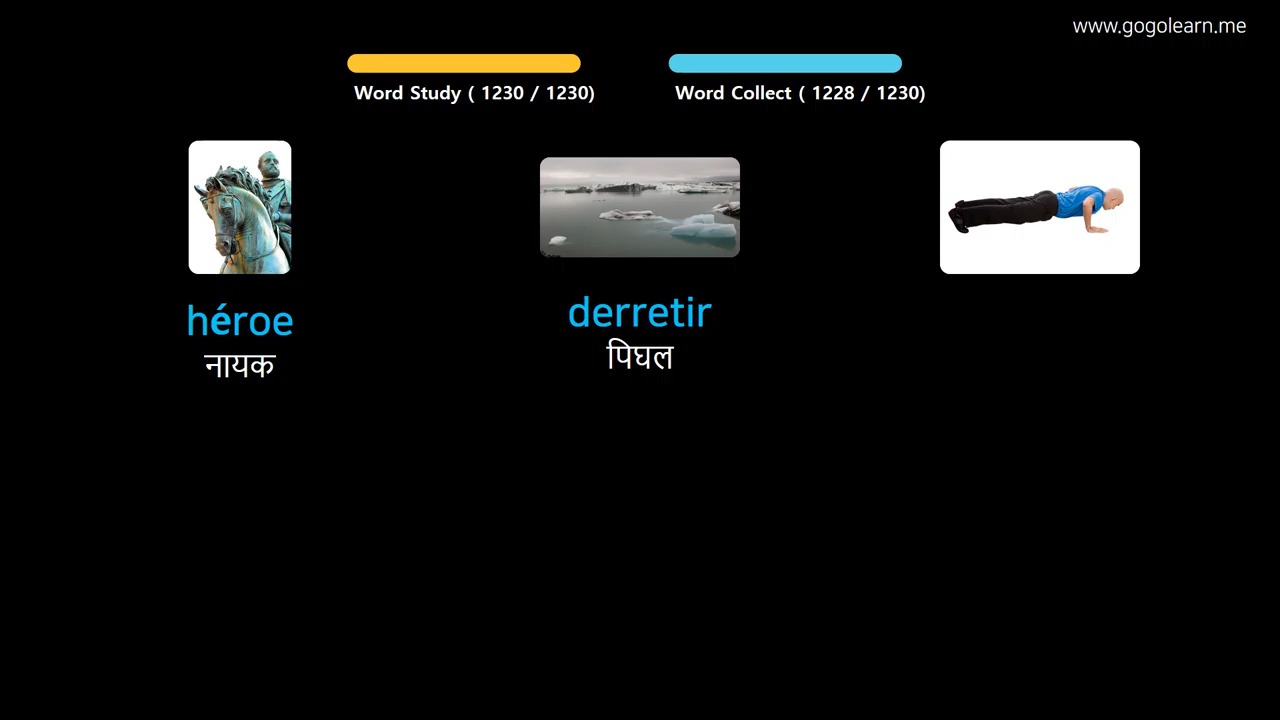 www.gogolearn.me
Word Study ( 1230 / 1230)
Word Collect ( 1228 / 1230)
héroe
नायक
derretir
पिघल